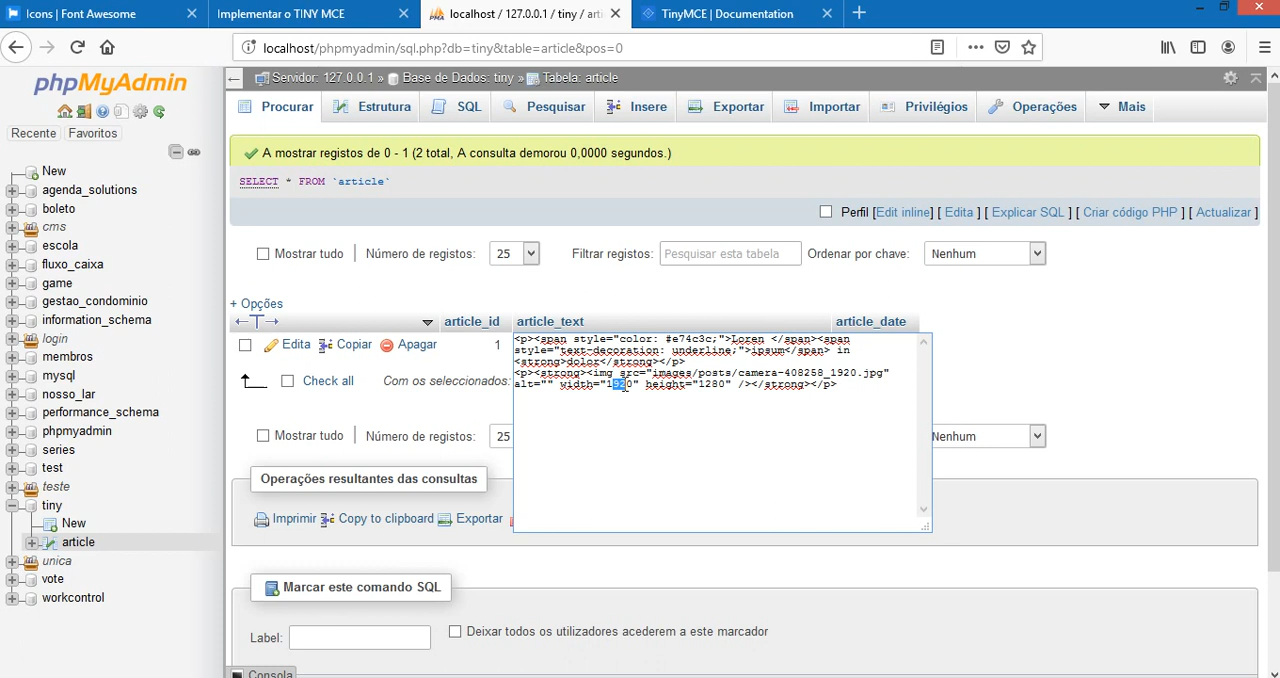 Icons | Font Awesome
Implementar o TINY MCE
localhost / 127.0.0.1 / tiny / arti
TinyMCE | Documentation
localhost/phpmyadmin/sql.php?db=tiny&table=article&pos=0
phpMyAdmin
Recente Favoritos
New
agenda_solutions
boleto
cms
escola
fluxo_caixa
game
gestao_condominio
information_schema
login
membros
mysql
nosso_lar
performance_schema
phpmyadmin
series
test
teste
tiny
New
article
unica
vote
workcontrol
Servidor: 127.0.0.1 » Base de Dados: tiny » Tabela: article
Procurar Estrutura SQL Pesquisar Insere Exportar Importar Privilégios Operações Mais
A mostrar registos de 0 - 1 (2 total, A consulta demorou 0,0000 segundos.)
SELECT * FROM `article`
Perfil [Edit inline] [ Edita ] [ Explicar SQL ] [ Criar código PHP ] [ Actualizar ]
Mostrar tudo Número de registos: 25 Filtrar registos: Pesquisar esta tabela Ordenar por chave: Nenhum
+ Opções
←T→ article_id article_text article_date
Edita Copiar Apagar 1
<p><span style="color: #e74c3c;">Loren </span><span
style="text-decoration: underline;">ipsum</span> in
<strong>dolor</strong></p>
<p><strong><img src="images/posts/camera-408258_1920.jpg"
alt="" width="1920" height="1280" /></strong></p>
Check all Com os seleccionados:
Mostrar tudo Número de registos: 25 Nenhum
Operações resultantes das consultas
Imprimir Copy to clipboard Exportar
Marcar este comando SQL
Label: Deixar todos os utilizadores acederem a este marcador
Consola